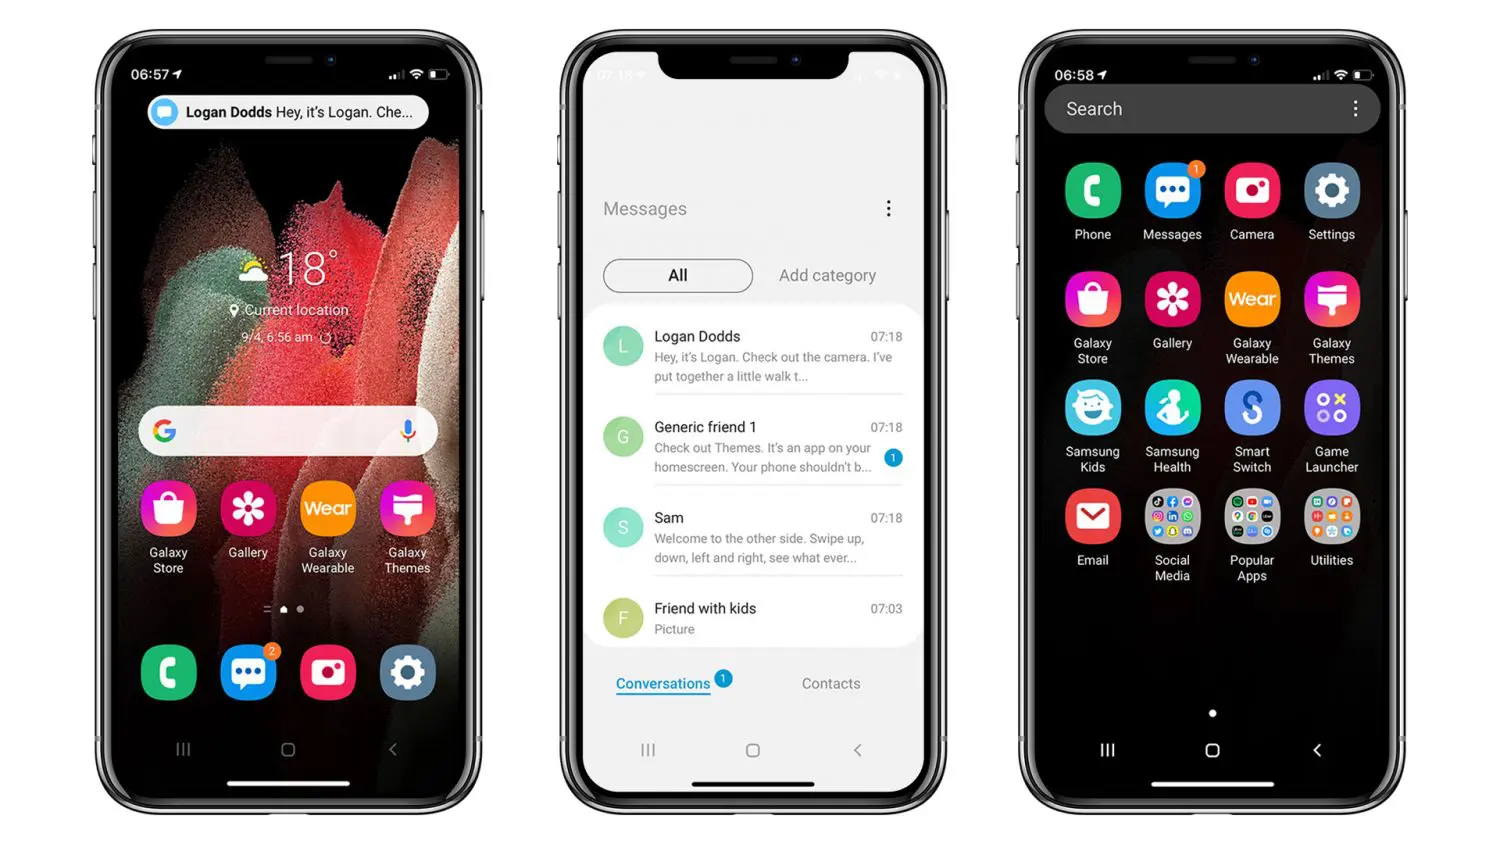 06:57
Logan Dodds Hey, it's Logan. Che...
18°
Current location
9/4, 6:56 am
Wear
Galaxy
Store
Gallery
Galaxy
Wearable
Galaxy
Themes
2
07:18
Messages
All
Add category
L
Logan Dodds
07:18
Hey, it's Logan. Check out the camera. I've
put together a little walk t...
G
Generic friend 1
07:18
Check out Themes. It's an app on your
homescreen. Your phone shouldn't b...
1
S
Sam
07:18
Welcome to the other side. Swipe up,
down, left and right, see what ever...
F
Friend with kids
07:03
Picture
Conversations 1
Contacts
06:58
Search
1
Phone
Messages
Camera
Settings
Wear
Galaxy
Store
Gallery
Galaxy
Wearable
Galaxy
Themes
Samsung
Kids
Samsung
Health
Smart
Switch
Game
Launcher
Email
Social
Media
Popular
Apps
Utilities